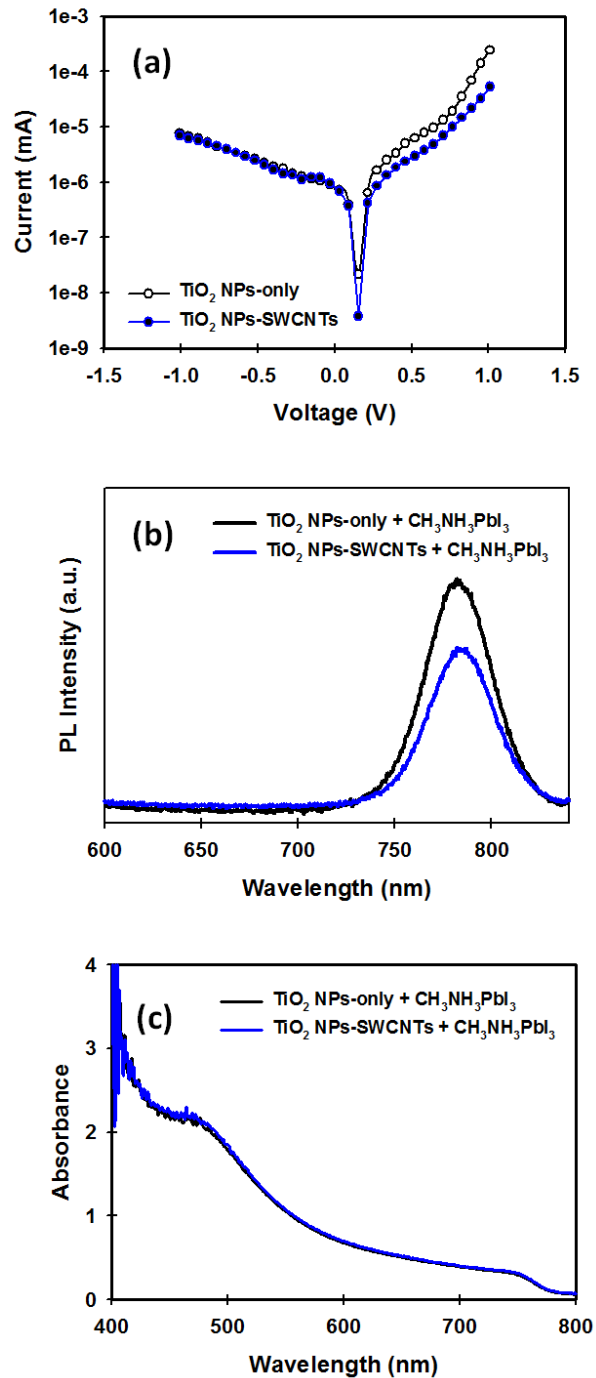 (a)
1e-3
1e-4
1e-5
1e-6
1e-7
1e-8
1e-9
Current (mA)
TiO₂ NPs-only
TiO₂ NPs-SWCNTs
-1.5 -1.0 -0.5 0.0 0.5 1.0 1.5
Voltage (V)
(b)
TiO₂ NPs-only + CH₃NH₃PbI₃
TiO₂ NPs-SWCNTs + CH₃NH₃PbI₃
PL Intensity (a.u.)
600 650 700 750 800
Wavelength (nm)
(c)
TiO₂ NPs-only + CH₃NH₃PbI₃
TiO₂ NPs-SWCNTs + CH₃NH₃PbI₃
4
3
2
1
0
Absorbance
400 500 600 700 800
Wavelength (nm)